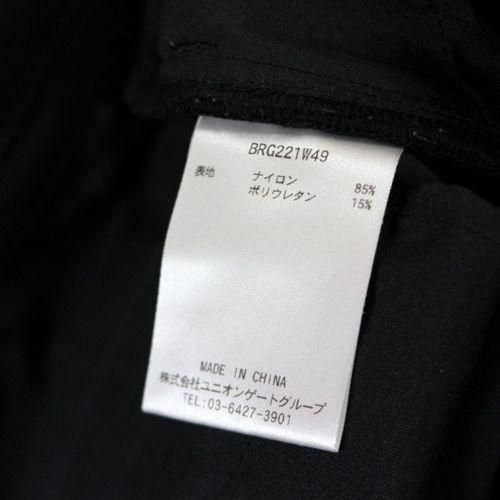 BRG221W49
表地 ナイロン 85%
ポリウレタン 15%
MADE IN CHINA
株式会社ユニオンゲートグループ
TEL:03-6427-3901